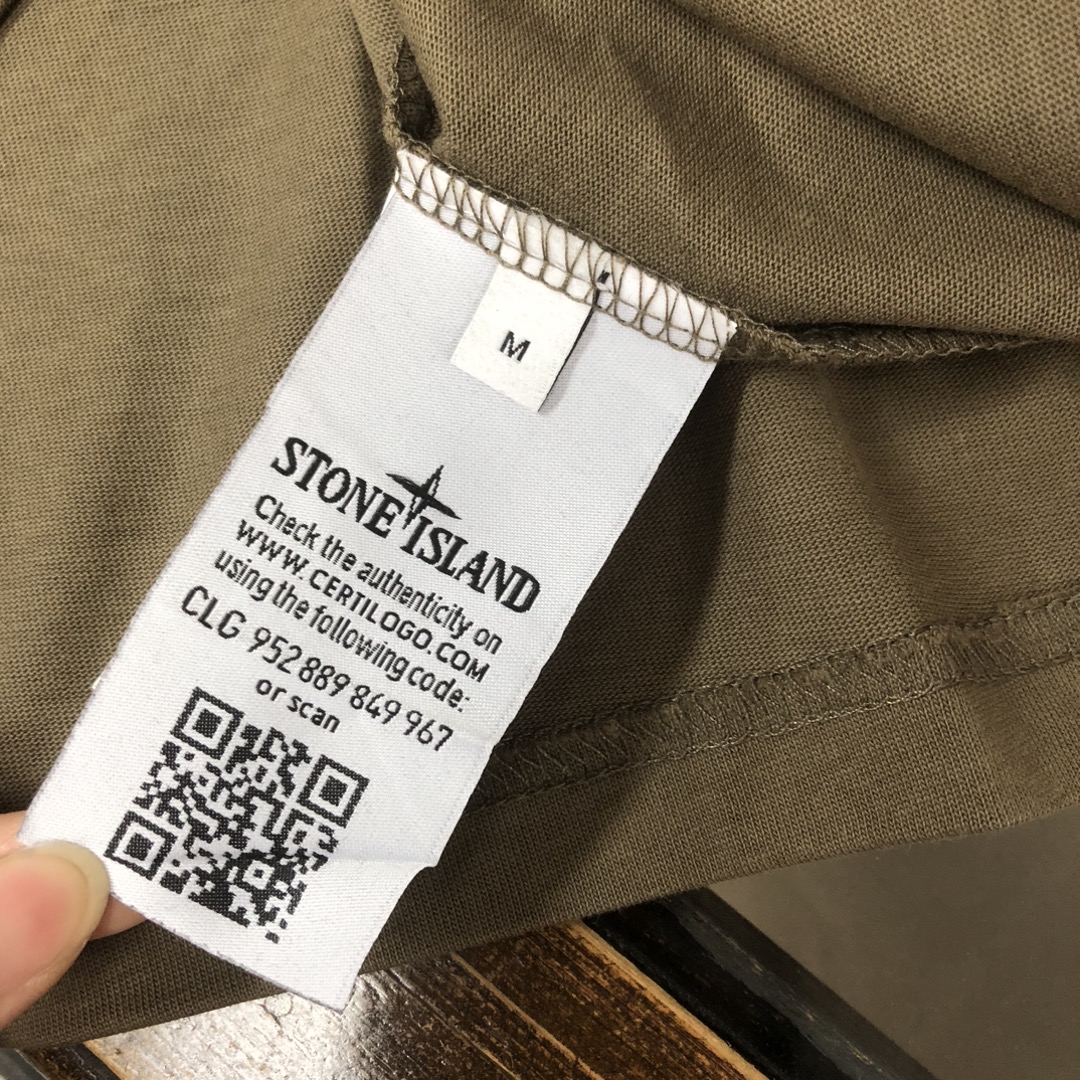 M
STONE ISLAND
Check the authenticity on
WWW.CERTILOGO.COM
using the following code:
CLG 952 889 849 967
or scan